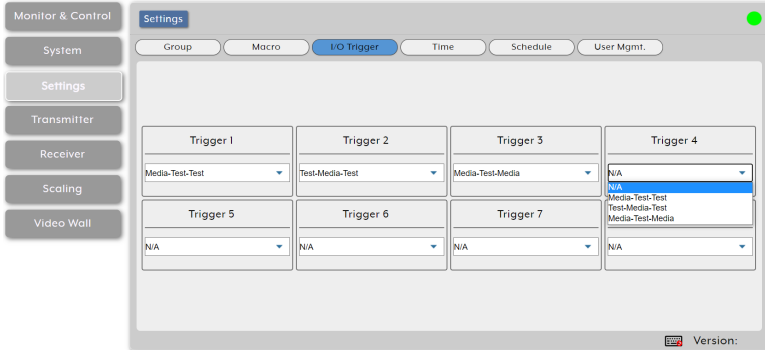 Monitor & Control
System
Settings
Transmitter
Receiver
Scaling
Video Wall
Settings
Group Macro I/O Trigger Time Schedule User Mgmt.
Trigger 1 Trigger 2 Trigger 3 Trigger 4
Media-Test-Test Test-Media-Test Media-Test-Media N/A
N/A
Media-Test-Test
Test-Media-Test
Media-Test-Media
Trigger 5 Trigger 6 Trigger 7
N/A N/A N/A N/A
Version: